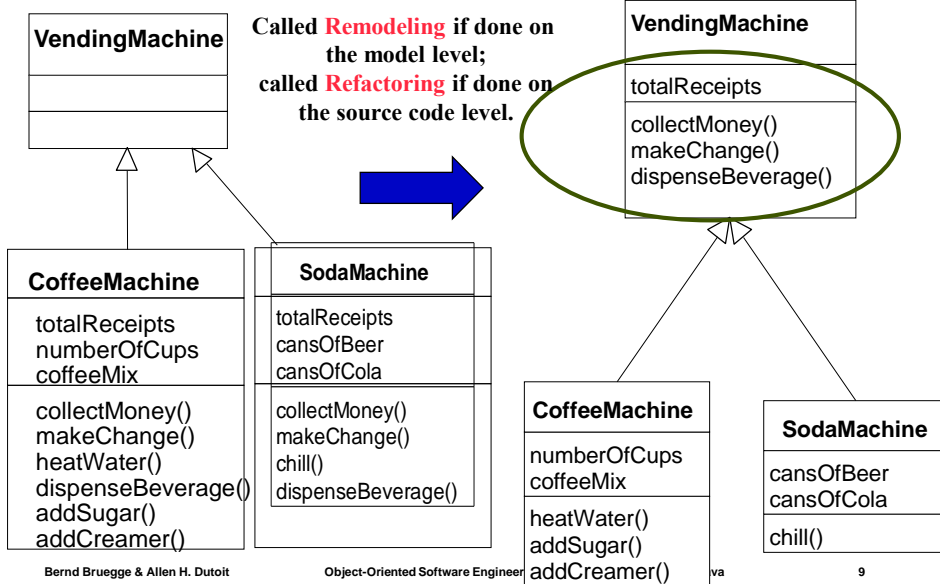 VendingMachine
Called Remodeling if done on
the model level;
called Refactoring if done on
the source code level.
VendingMachine
totalReceipts
collectMoney()
makeChange()
dispenseBeverage()
CoffeeMachine
totalReceipts
numberOfCups
coffeeMix
collectMoney()
makeChange()
heatWater()
dispenseBeverage()
addSugar()
addCreamer()
SodaMachine
totalReceipts
cansOfBeer
cansOfCola
collectMoney()
makeChange()
chill()
dispenseBeverage()
CoffeeMachine
numberOfCups
coffeeMix
heatWater()
addSugar()
addCreamer()
SodaMachine
cansOfBeer
cansOfCola
chill()
Bernd Bruegge & Allen H. Dutoit
Object-Oriented Software Engineer
va
9